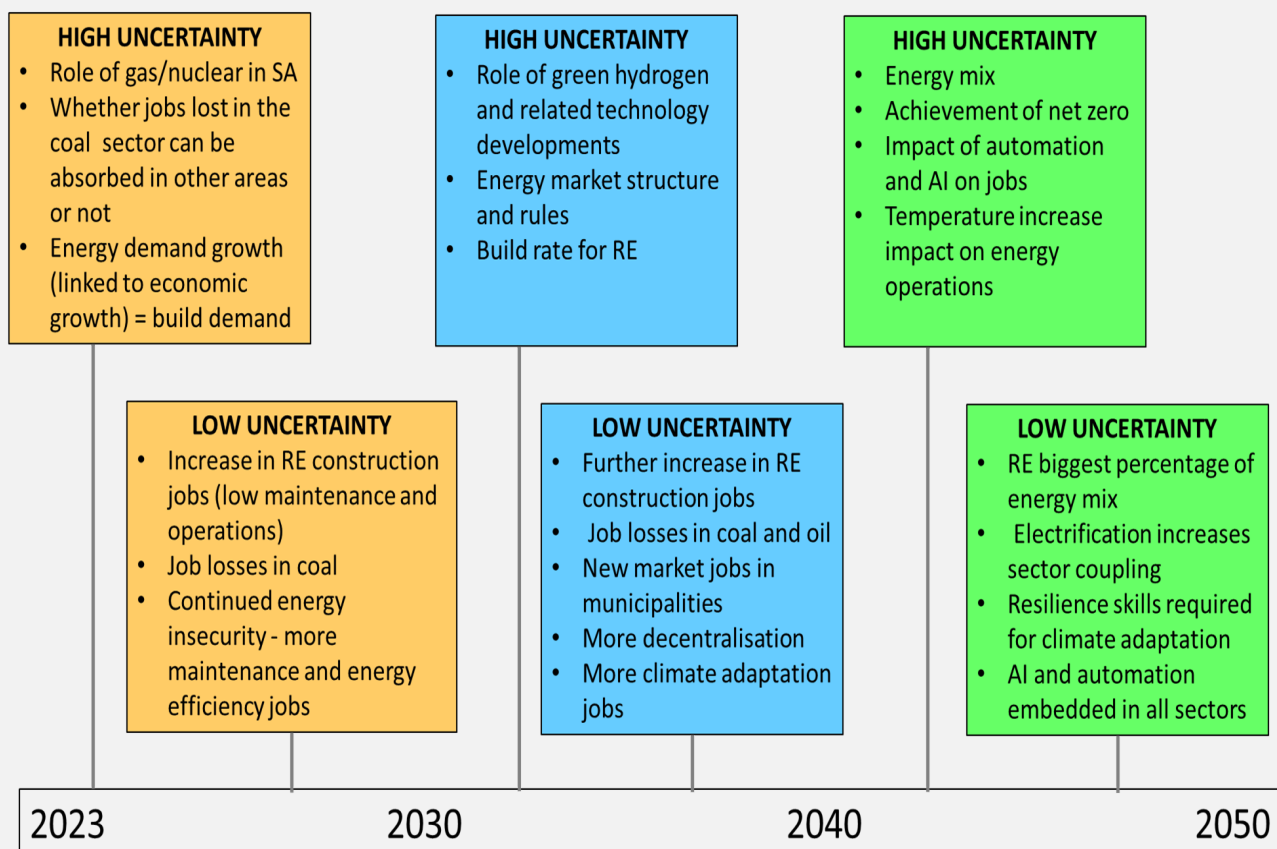 HIGH UNCERTAINTY
• Role of gas/nuclear in SA
• Whether jobs lost in the
coal sector can be
absorbed in other areas
or not
• Energy demand growth
(linked to economic
growth) = build demand
HIGH UNCERTAINTY
• Role of green hydrogen
and related technology
developments
• Energy market structure
and rules
• Build rate for RE
HIGH UNCERTAINTY
• Energy mix
• Achievement of net zero
• Impact of automation
and AI on jobs
• Temperature increase
impact on energy
operations
LOW UNCERTAINTY
• Increase in RE construction
jobs (low maintenance and
operations)
• Job losses in coal
• Continued energy
insecurity - more
maintenance and energy
efficiency jobs
LOW UNCERTAINTY
• Further increase in RE
construction jobs
• Job losses in coal and oil
• New market jobs in
municipalities
• More decentralisation
• More climate adaptation
jobs
LOW UNCERTAINTY
• RE biggest percentage of
energy mix
• Electrification increases
sector coupling
• Resilience skills required
for climate adaptation
• AI and automation
embedded in all sectors
2023 2030 2040 2050